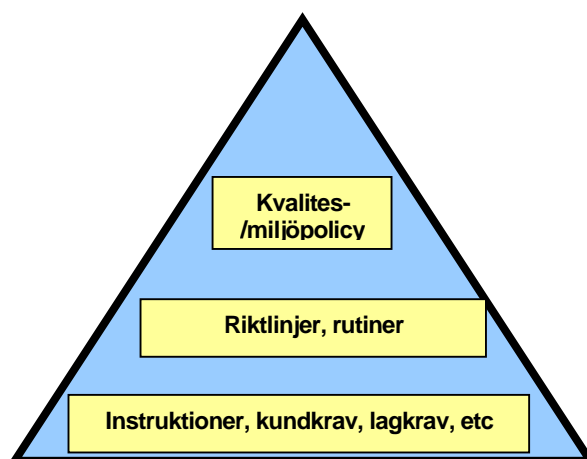 Kvalites-
/miljöpolicy
Riktlinjer, rutiner
Instruktioner, kundkrav, lagkrav, etc